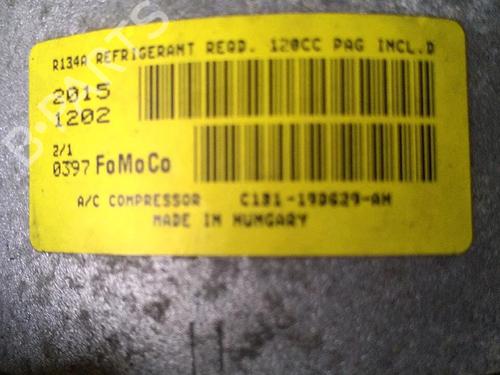 R134A REFRIGERANT REQD. 120CC PAG INCL.D
2015
1202
2/1
0397 FoMoCo
A/C COMPRESSOR C1B1-19D629-AH
MADE IN HUNGARY
B-PARTS